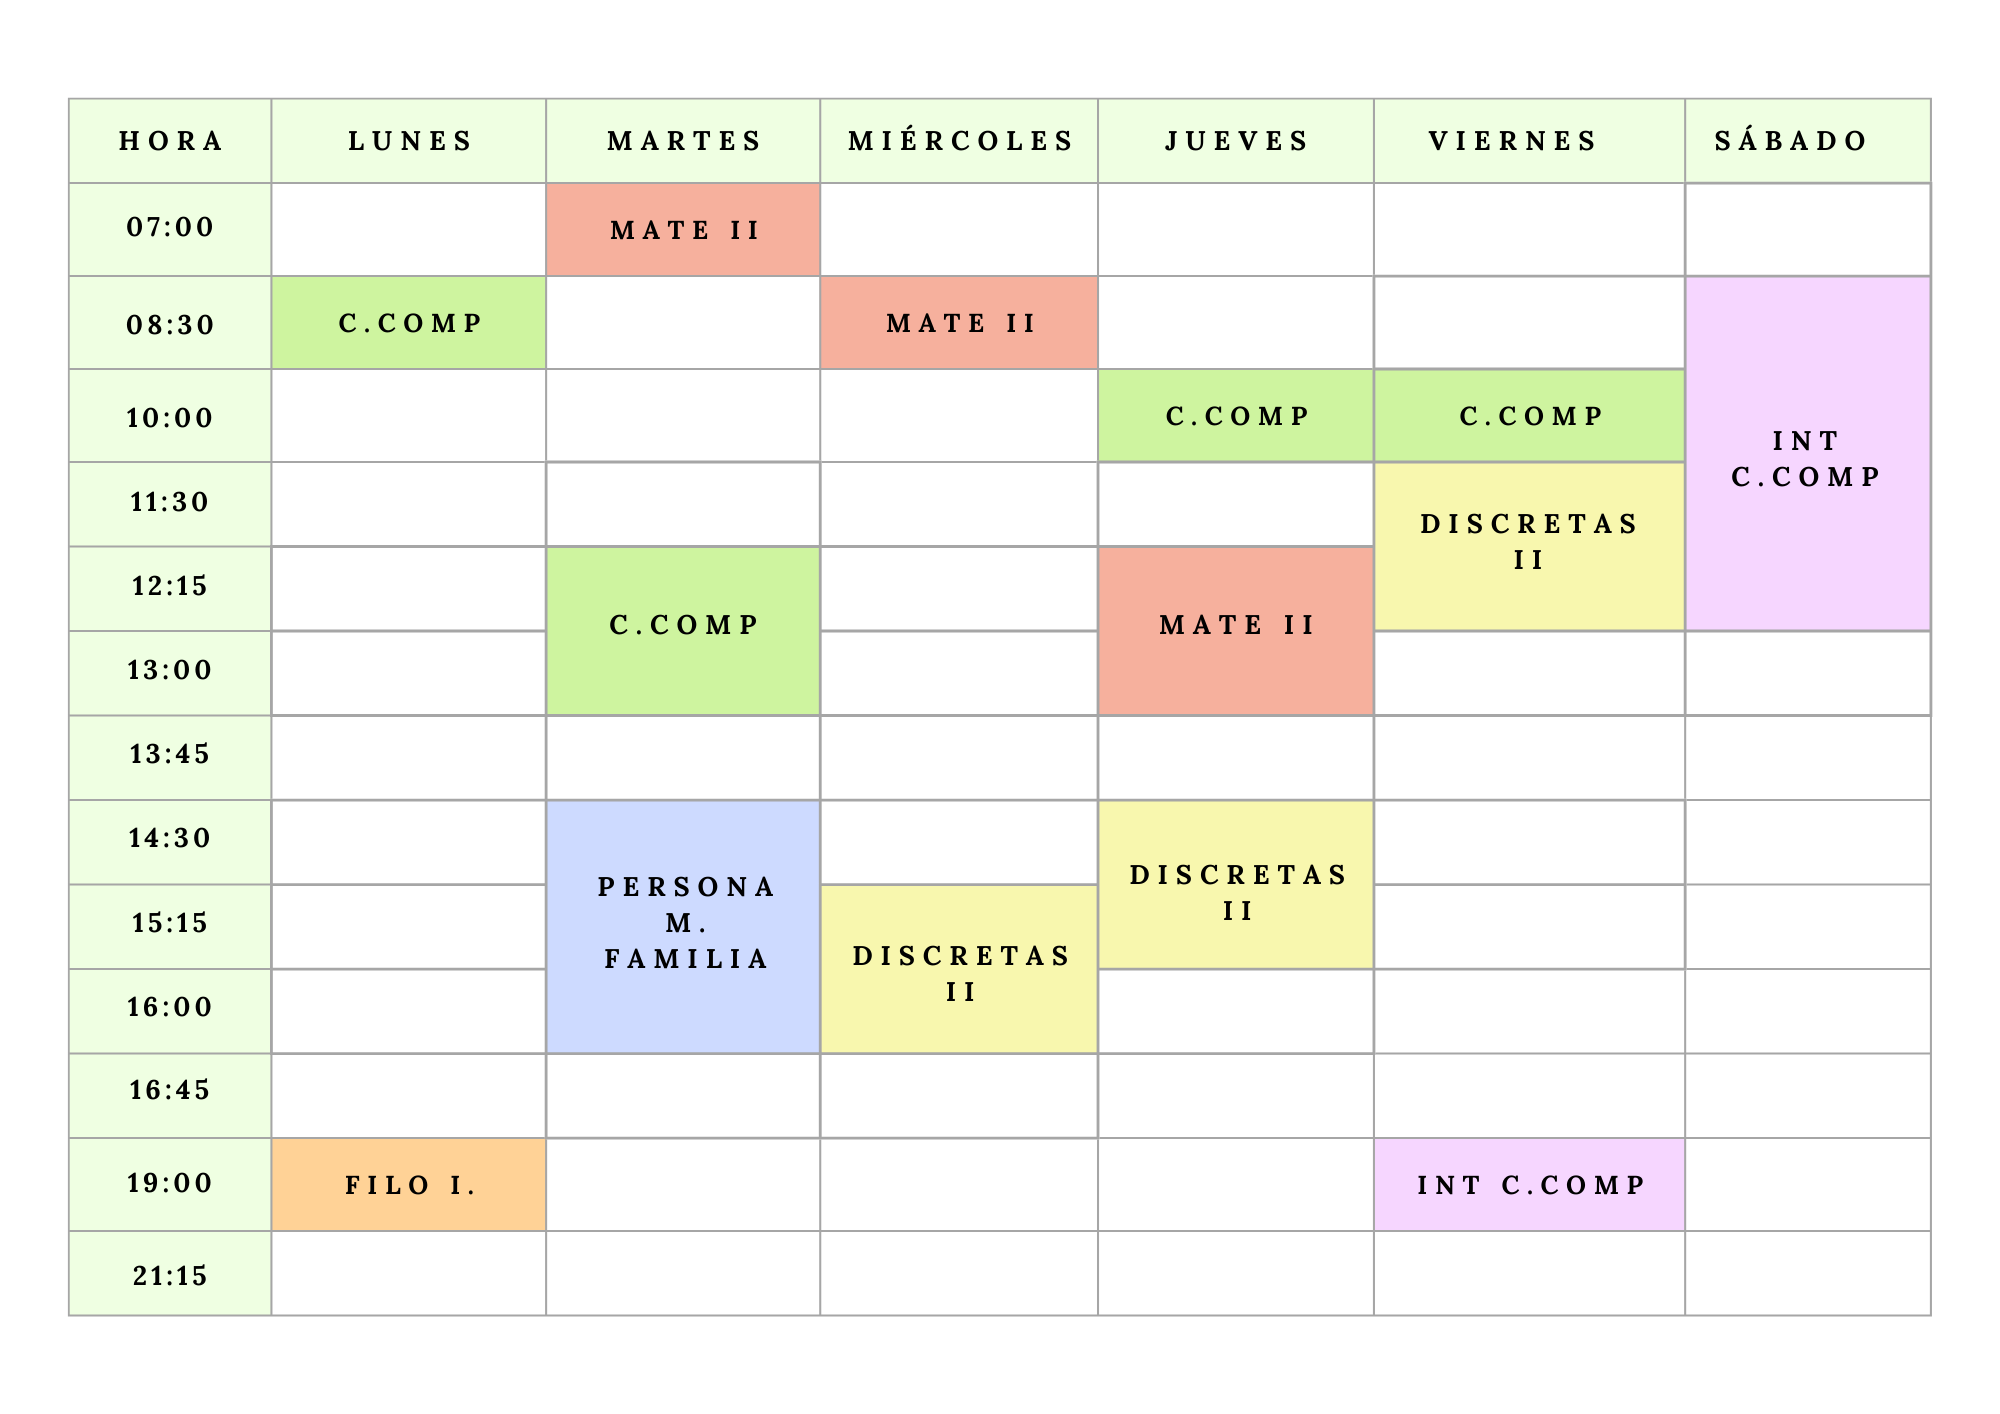 HORA LUNES MARTES MIÉRCOLES JUEVES VIERNES SÁBADO
07:00 MATE II
08:30 C.COMP MATE II
10:00 C.COMP C.COMP
INT
C.COMP
11:30
DISCRETAS
II
12:15
C.COMP MATE II
13:00
13:45
14:30
PERSONA
M.
FAMILIA
DISCRETAS
II
15:15
DISCRETAS
II
16:00
16:45
19:00 FILO I. INT C.COMP
21:15